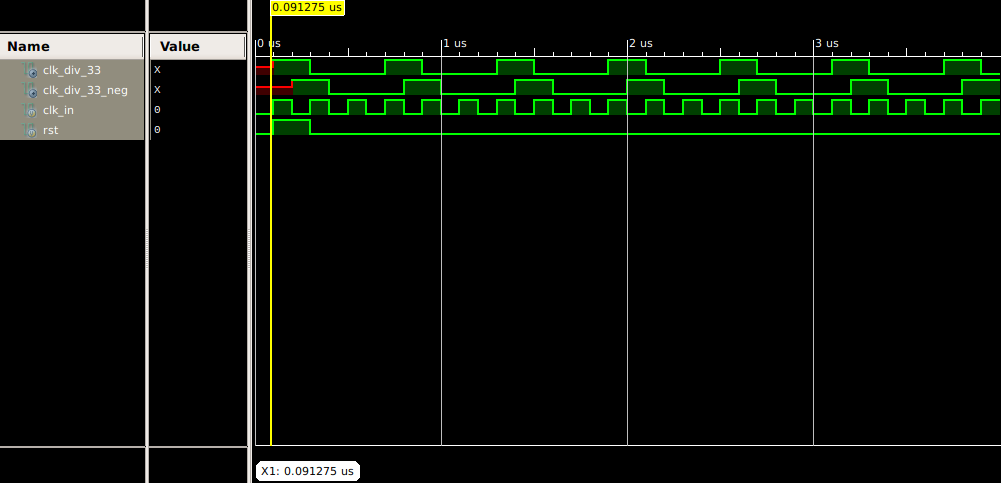 0.091275 us
Name Value
0 us 1 us 2 us 3 us
clk_div_33 X
clk_div_33_neg X
clk_in 0
rst 0
X1: 0.091275 us